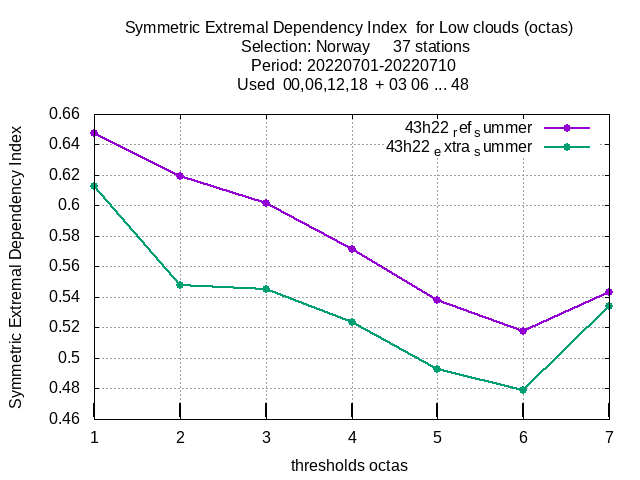 Symmetric Extremal Dependency Index for Low clouds (octas)
Selection: Norway 37 stations
Period: 20220701-20220710
Used 00,06,12,18 + 03 06 ... 48
43h22 ref summer
43h22 extra summer
Symmetric Extremal Dependency Index
0.66
0.64
0.62
0.6
0.58
0.56
0.54
0.52
0.5
0.48
0.46
1 2 3 4 5 6 7
thresholds octas